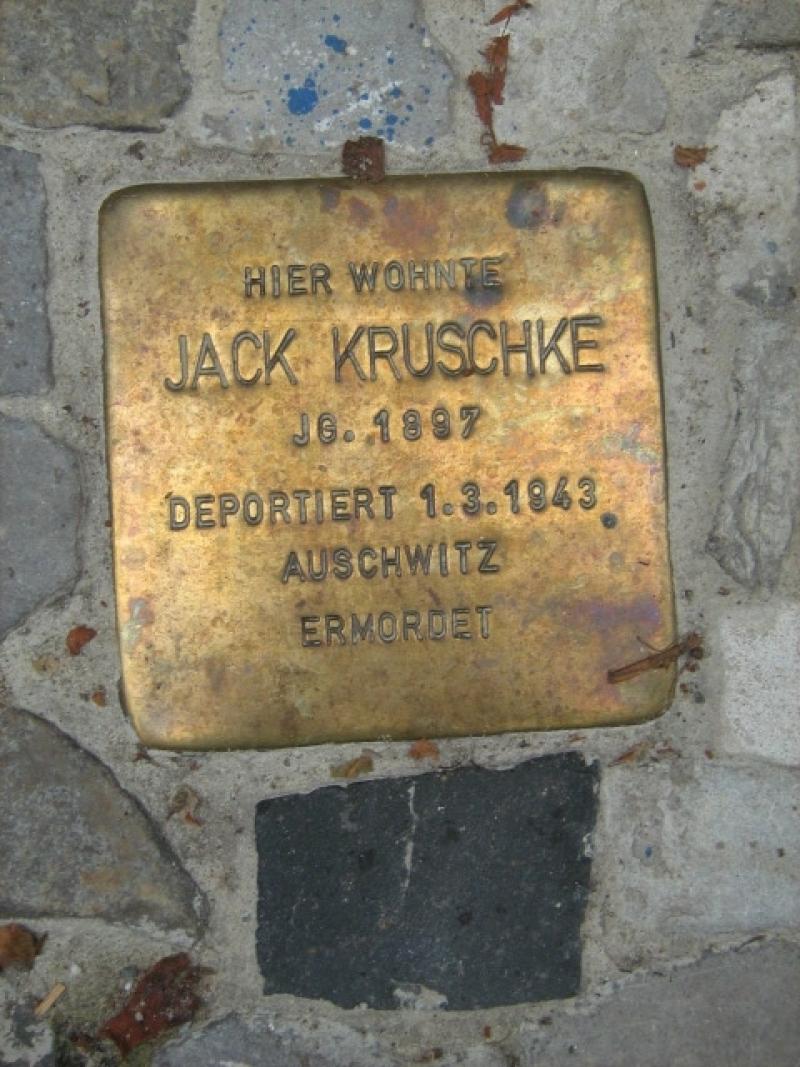 HIER WOHNTE
JACK KRUSCHKE
JG. 1897
DEPORTIERT 1.3.1943
AUSCHWITZ
ERMORDET